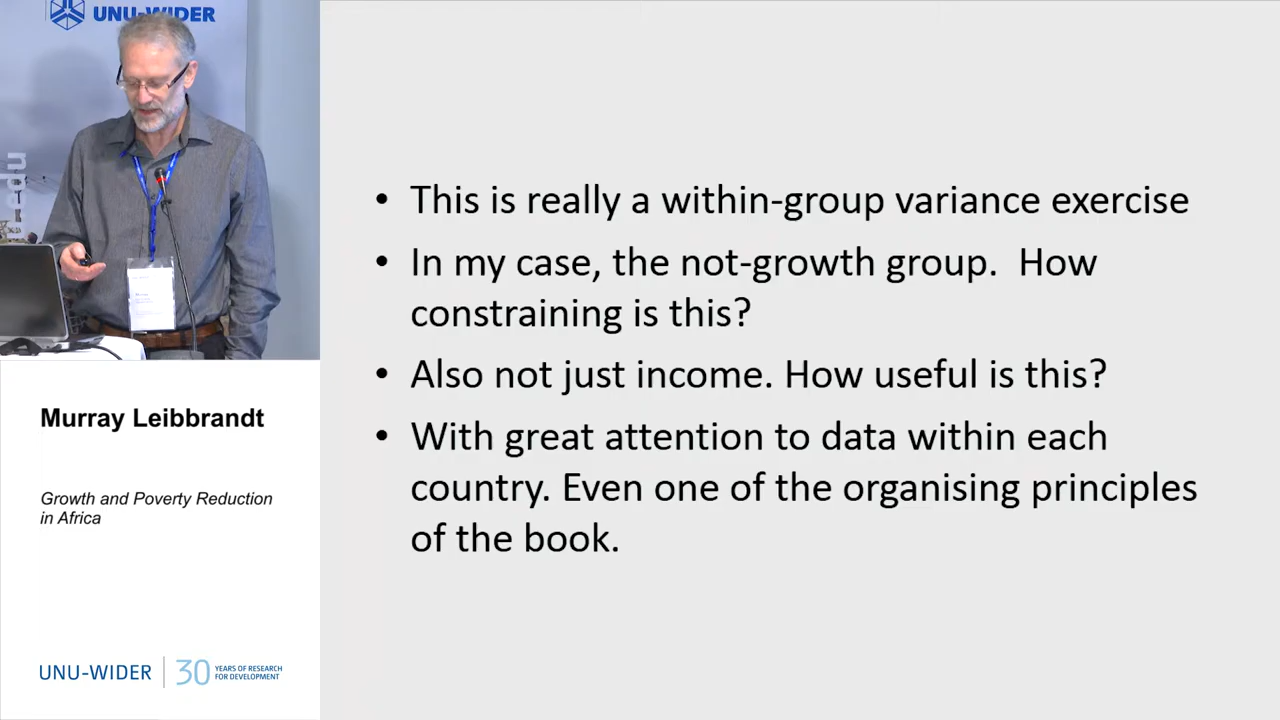 UNU-WIDER
.edu
Murray Leibbrandt
Growth and Poverty Reduction
in Africa
UNU-WIDER
30 YEARS OF RESEARCH
FOR DEVELOPMENT
• This is really a within-group variance exercise
• In my case, the not-growth group.  How
constraining is this?
• Also not just income. How useful is this?
• With great attention to data within each
country. Even one of the organising principles
of the book.